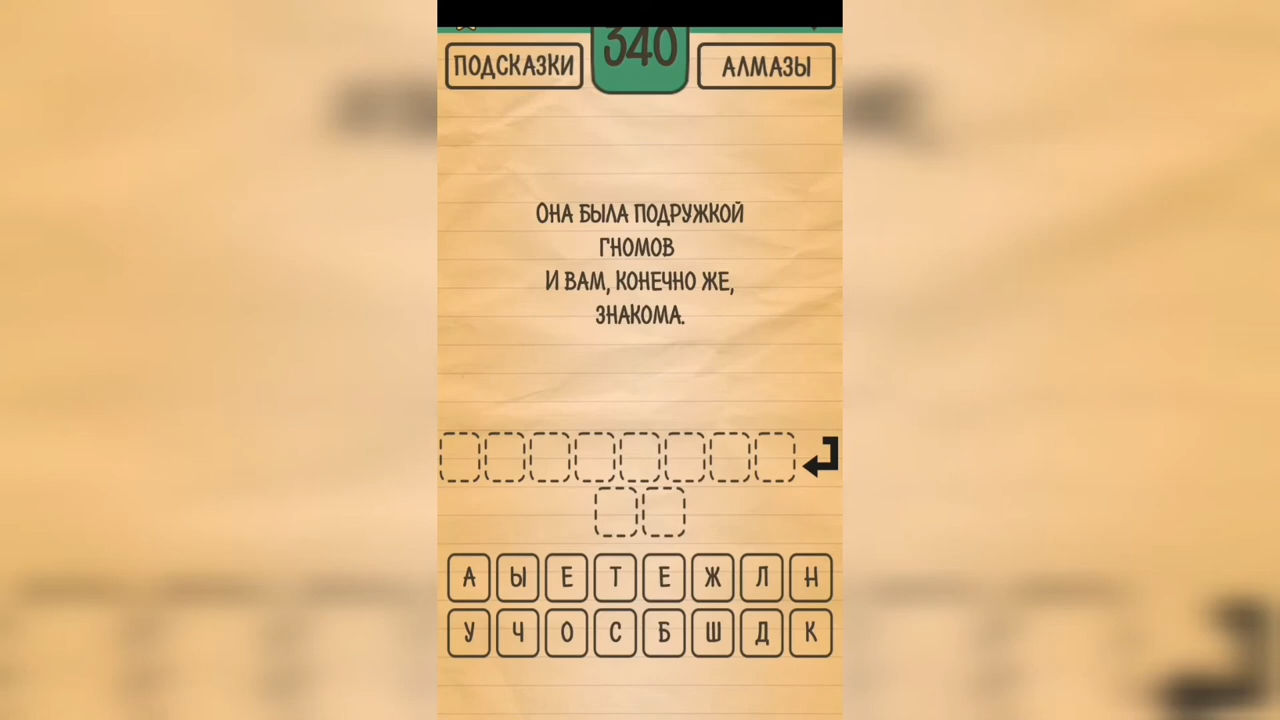 340
ПОДСКАЗКИ
АЛМАЗЫ
ОНА БЫЛА ПОДРУЖКОЙ
ГНОМОВ
И ВАМ, КОНЕЧНО ЖЕ,
ЗНАКОМА.
А Ы Е Т Е Ж Л Н
У Ч О С Б Ш Д К